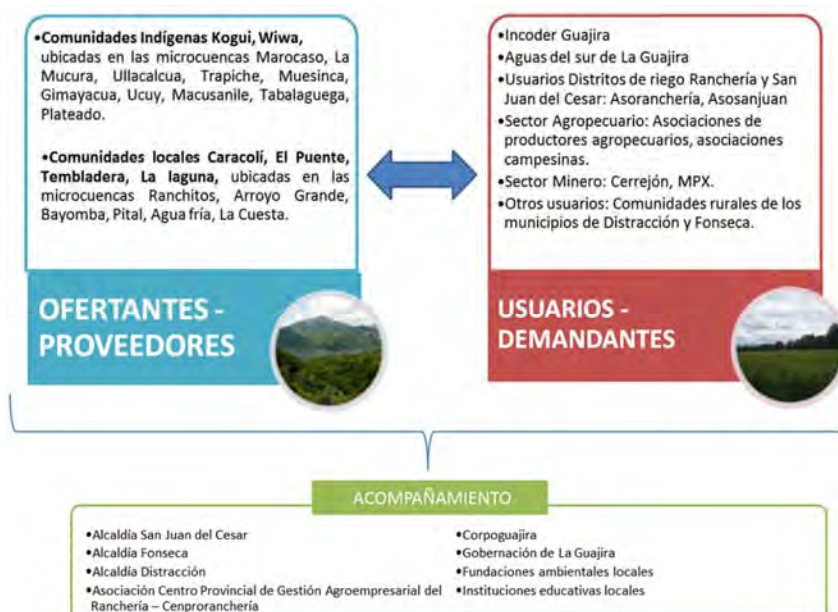 •Comunidades Indígenas Kogui, Wiwa,
ubicadas en las microcuencas Marocaso, La
Mucura, Ullacalcua, Trapiche, Muesinca,
Gimayacua, Ucuy, Macusanile, Tabalaguega,
Plateado.
•Comunidades locales Caracolí, El Puente,
Tembladera, La laguna, ubicadas en las
microcuencas Ranchitos, Arroyo Grande,
Bayomba, Pital, Agua fría, La Cuesta.
OFERTANTES -
PROVEEDORES
•Incoder Guajira
•Aguas del sur de La Guajira
•Usuarios Distritos de riego Ranchería y San
Juan del Cesar: Asoranchería, Asosanjuan
•Sector Agropecuario: Asociaciones de
productores agropecuarios, asociaciones
campesinas.
•Sector Minero: Cerrejón, MPX.
•Otros usuarios: Comunidades rurales de los
municipios de Distracción y Fonseca.
USUARIOS -
DEMANDANTES
ACOMPAÑAMIENTO
•Alcaldía San Juan del Cesar
•Alcaldía Fonseca
•Alcaldía Distracción
•Asociación Centro Provincial de Gestión Agroempresarial del
Ranchería – Cenproranchería
•Corpoguajira
•Gobernación de La Guajira
•Fundaciones ambientales locales
•Instituciones educativas locales